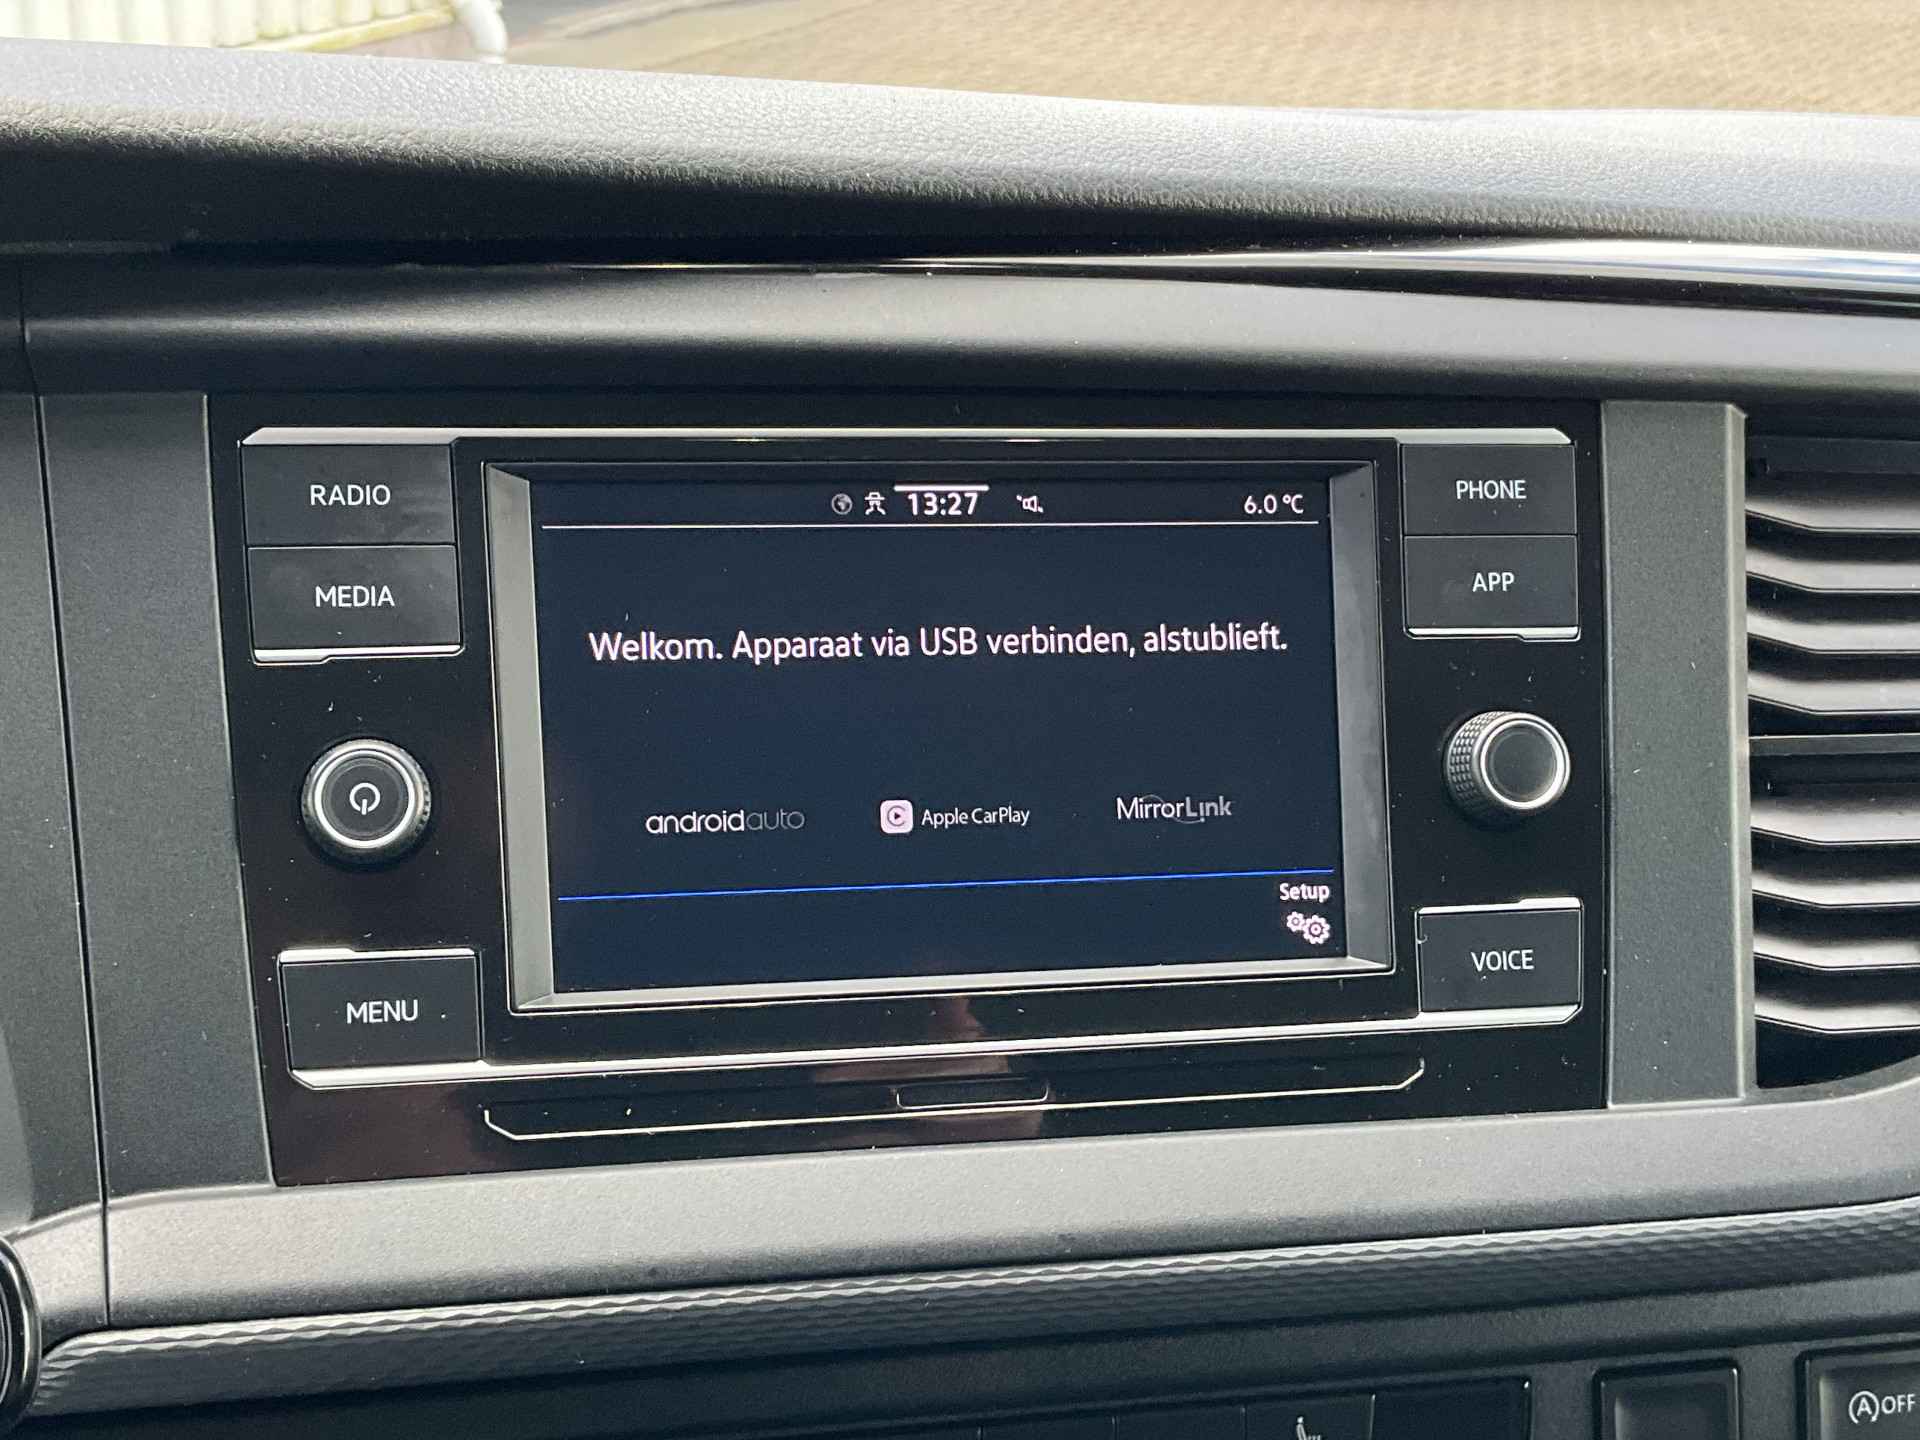 RADIO
MEDIA
MENU
13:27
6.0 °C
Welkom. Apparaat via USB verbinden, alstublieft.
androidauto
Apple CarPlay
MirrorLink
Setup
PHONE
APP
VOICE
A OFF